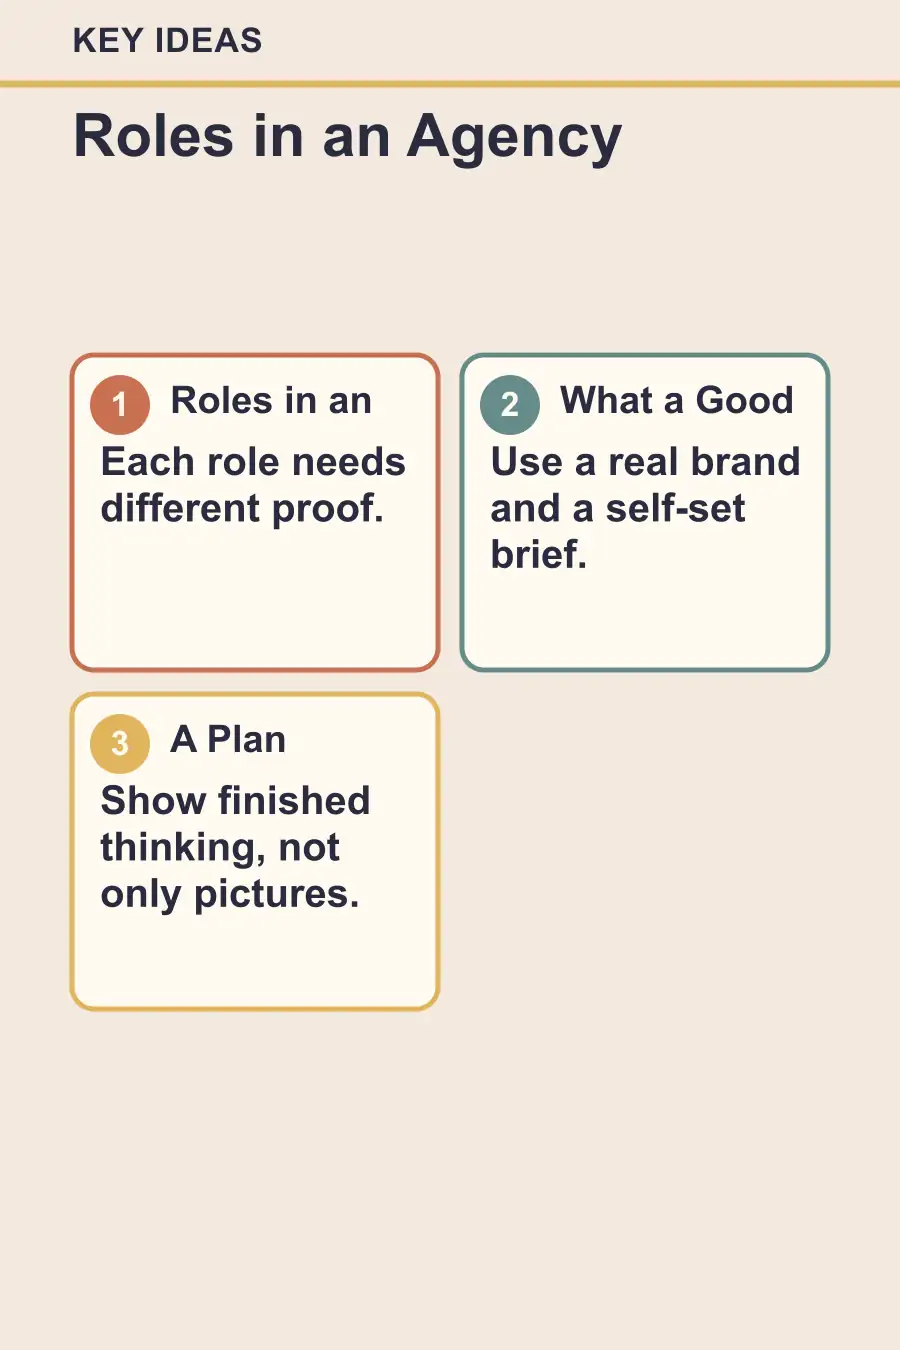 KEY IDEAS
Roles in an Agency
1 Roles in an
Each role needs
different proof.
2 What a Good
Use a real brand
and a self-set
brief.
3 A Plan
Show finished
thinking, not
only pictures.